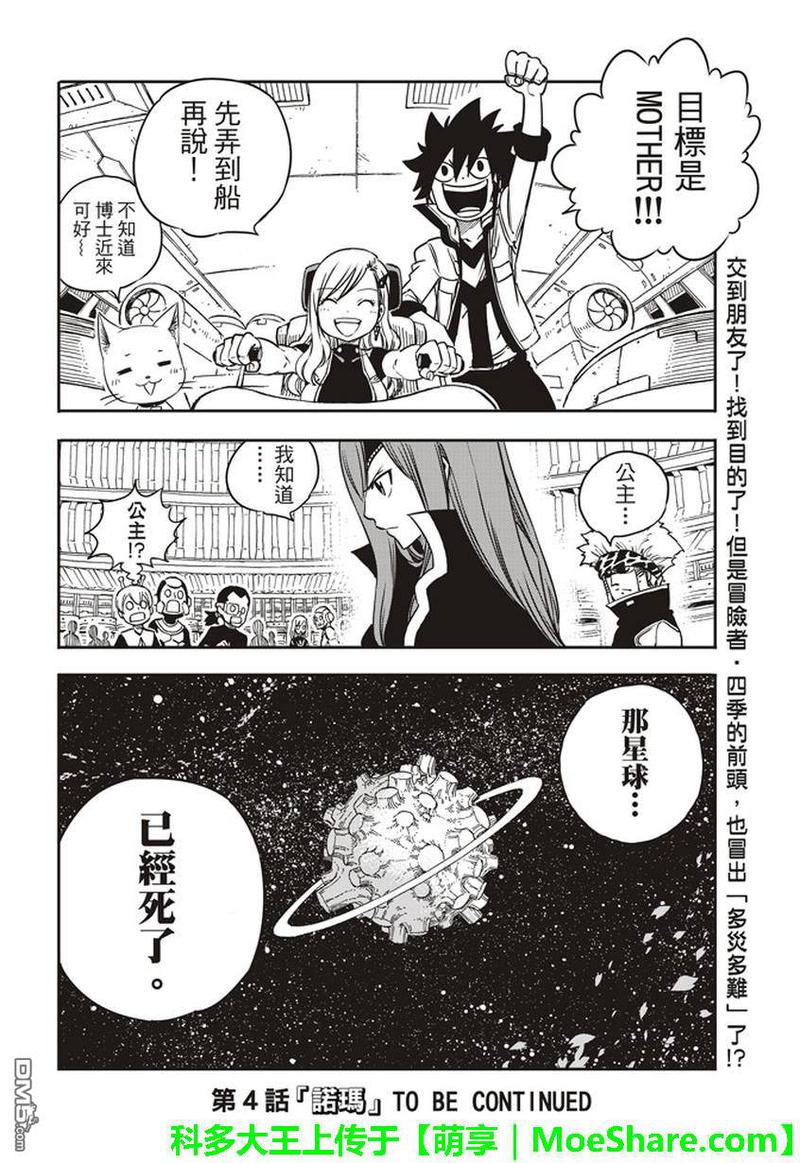 目標是
MOTHER!!!
先弄到船
再說！
不知道
博士近來
可好～
公主…
我知道
……
公主!?
那星球…
已經死了。
交到朋友了！找到目的了！但是冒險者．四季的前頭，也冒出「多災多難」了!?
第4話「諾瑪」TO BE CONTINUED
科多大王上传于【萌享｜MoeShare.com】
DM5
.com